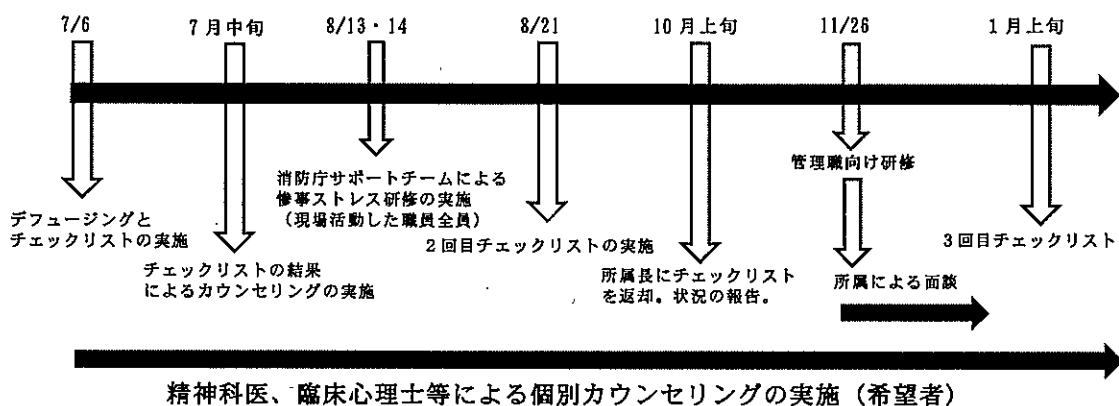 7/6
7月中旬
8/13・14
8/21
10月上旬
11/26
1月上旬
デフュージングと
チェックリストの実施
チェックリストの結果
によるカウンセリングの実施
消防庁サポートチームによる
惨事ストレス研修の実施
(現場活動した職員全員)
2回目チェックリストの実施
所属長にチェックリスト
を返却。状況の報告。
管理職向け研修
所属による面談
3回目チェックリスト
精神科医、臨床心理士等による個別カウンセリングの実施(希望者)